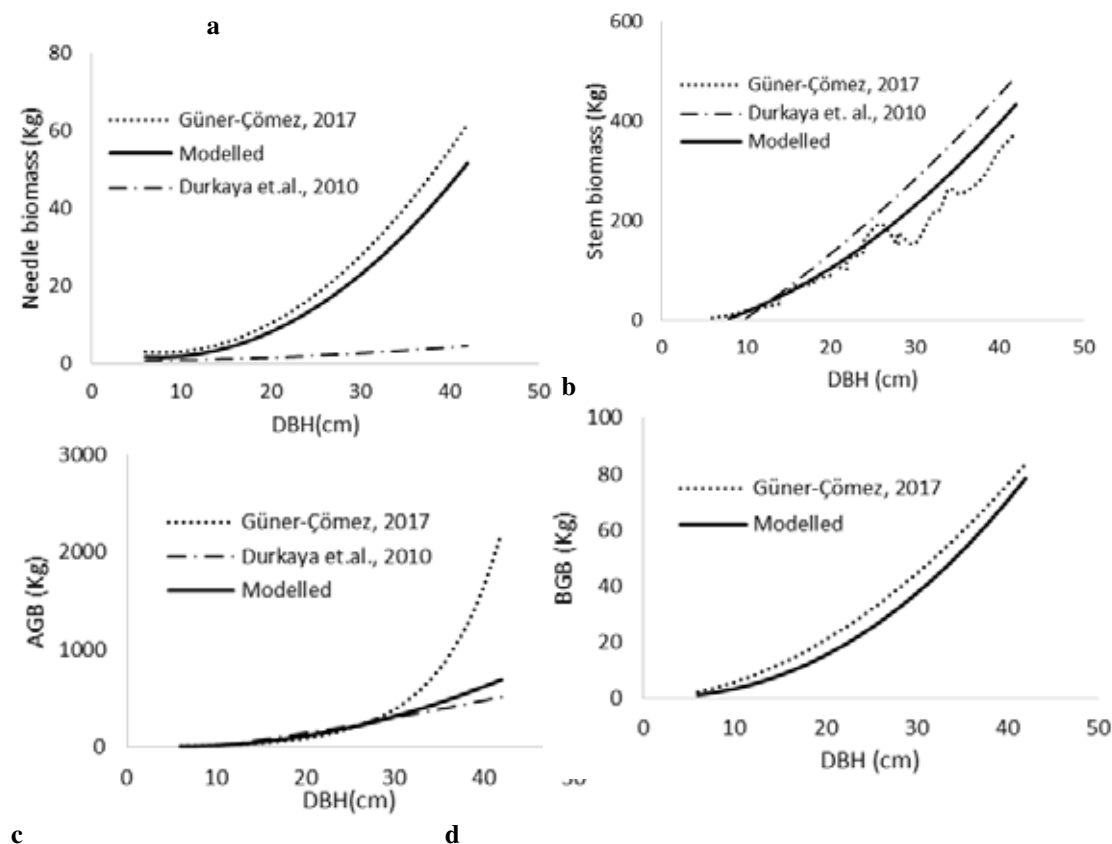 a
80
60
40
20
0
Needle biomass (Kg)
Güner-Çömez, 2017
Modelled
Durkaya et.al., 2010
0 10 20 30 40 50
DBH(cm)
600
400
200
0
Stem biomass (Kg)
Güner-Çömez, 2017
Durkaya et. al., 2010
Modelled
0 10 20 30 40 50
DBH (cm)
b
3000
2000
1000
0
AGB (Kg)
Güner-Çömez, 2017
Durkaya et.al., 2010
Modelled
0 10 20 30 40
DBH(cm)
80
60
40
20
0
BGB (Kg)
Güner-Çömez, 2017
Modelled
0 10 20 30 40 50
DBH (cm)
c d